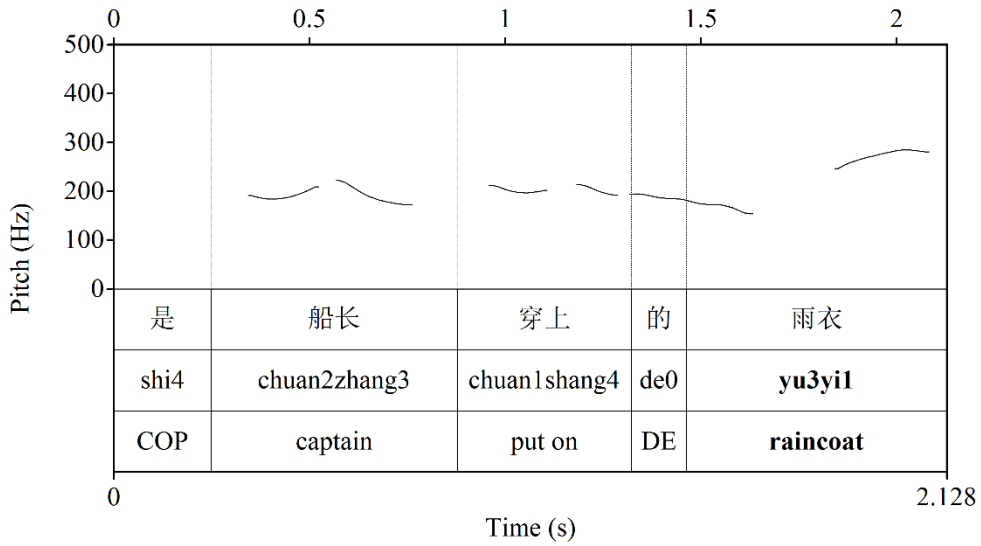 0 0.5 1 1.5 2
500
400
300
200
100
0
Pitch (Hz)
是 船长 穿上 的 雨衣
shi4 chuan2zhang3 chuan1shang4 de0 yu3yi1
COP captain put on DE raincoat
0 2.128
Time (s)